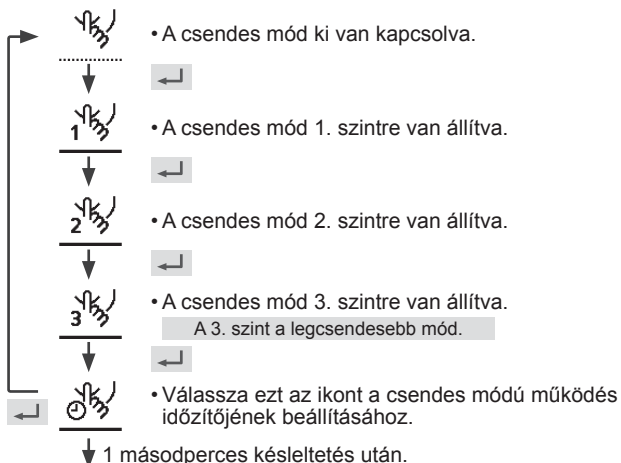 • A csendes mód ki van kapcsolva.
1
• A csendes mód 1. szintre van állítva.
2
• A csendes mód 2. szintre van állítva.
3
• A csendes mód 3. szintre van állítva.
A 3. szint a legcsendesebb mód.
• Válassza ezt az ikont a csendes módú működés
időzítőjének beállításához.
1 másodperces késleltetés után.